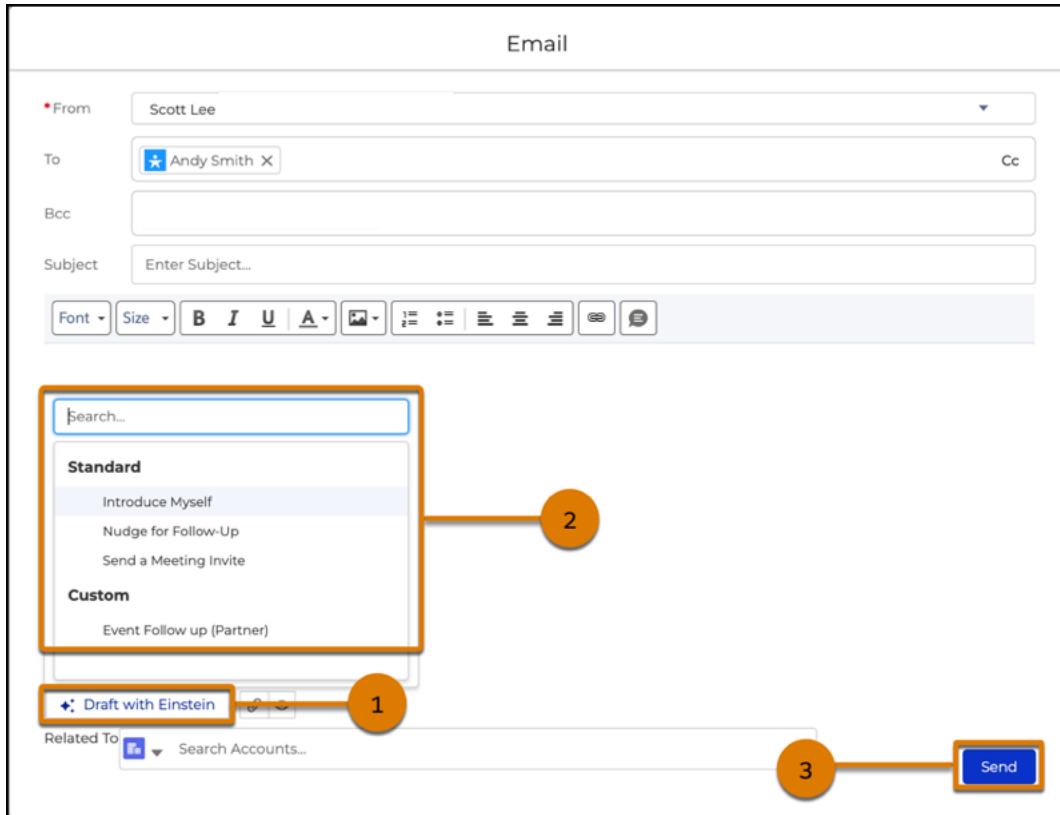 Email
*From Scott Lee
To Andy Smith X Cc
Bcc
Subject Enter Subject...
Font Size B I U A
Search...
Standard
Introduce Myself
Nudge for Follow-Up
Send a Meeting Invite
2
Custom
Event Follow up (Partner)
Draft with Einstein 1
Related To Search Accounts...
3 Send